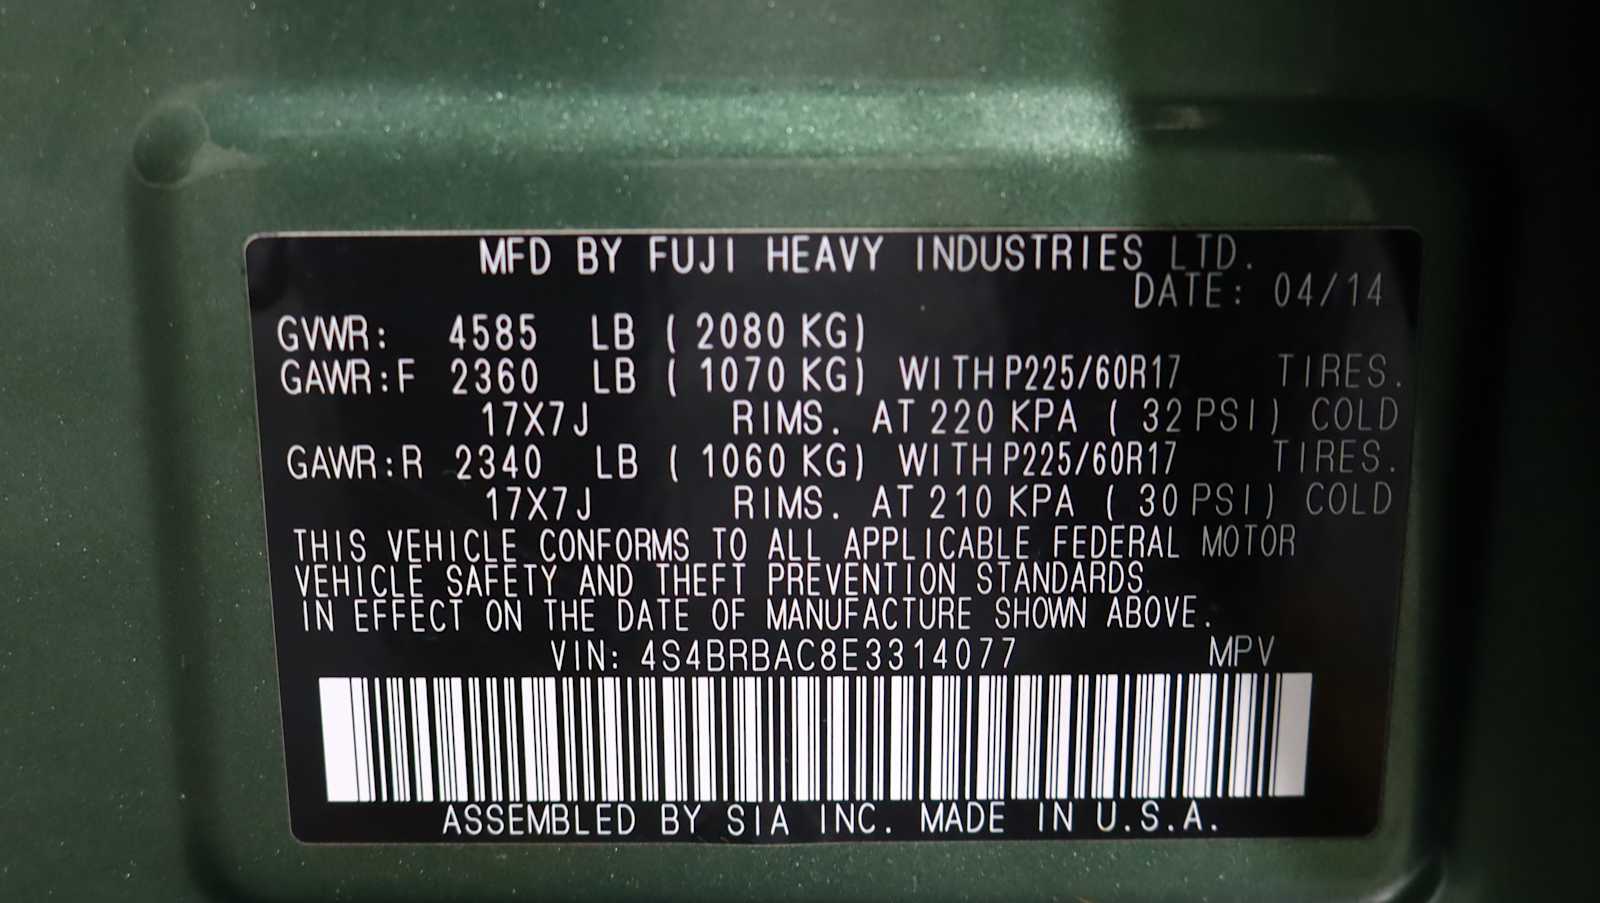 MFD BY FUJI HEAVY INDUSTRIES LTD.
DATE: 04/14
GVWR: 4585 LB ( 2080 KG)
GAWR:F 2360 LB ( 1070 KG) WITH P225/60R17 TIRES.
17X7J RIMS. AT 220 KPA ( 32 PSI) COLD
GAWR:R 2340 LB ( 1060 KG) WITH P225/60R17 TIRES.
17X7J RIMS. AT 210 KPA ( 30 PSI) COLD
THIS VEHICLE CONFORMS TO ALL APPLICABLE FEDERAL MOTOR
VEHICLE SAFETY AND THEFT PREVENTION STANDARDS
IN EFFECT ON THE DATE OF MANUFACTURE SHOWN ABOVE.
VIN: 4S4BRBAC8E3314077 MPV
ASSEMBLED BY SIA INC. MADE IN U.S.A.